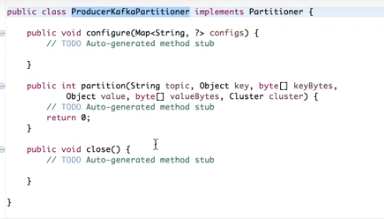 public class ProducerKafkaPartitioner implements Partitioner {
public void configure(Map<String, ?> configs) {
// TODO Auto-generated method stub
}
public int partition(String topic, Object key, byte[] keyBytes,
Object value, byte[] valueBytes, Cluster cluster) {
// TODO Auto-generated method stub
return 0;
}
public void close() {
// TODO Auto-generated method stub
}
}